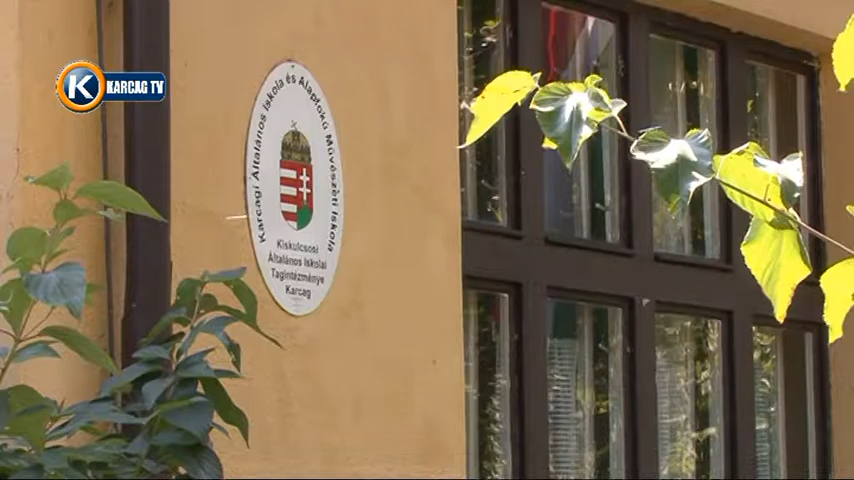 K KARCAG TV
Karcagi Általános Iskola és Alapfokú Művészeti Iskola
Kiskulcsosi
Általános Iskolai
Tagintézménye
Karcag